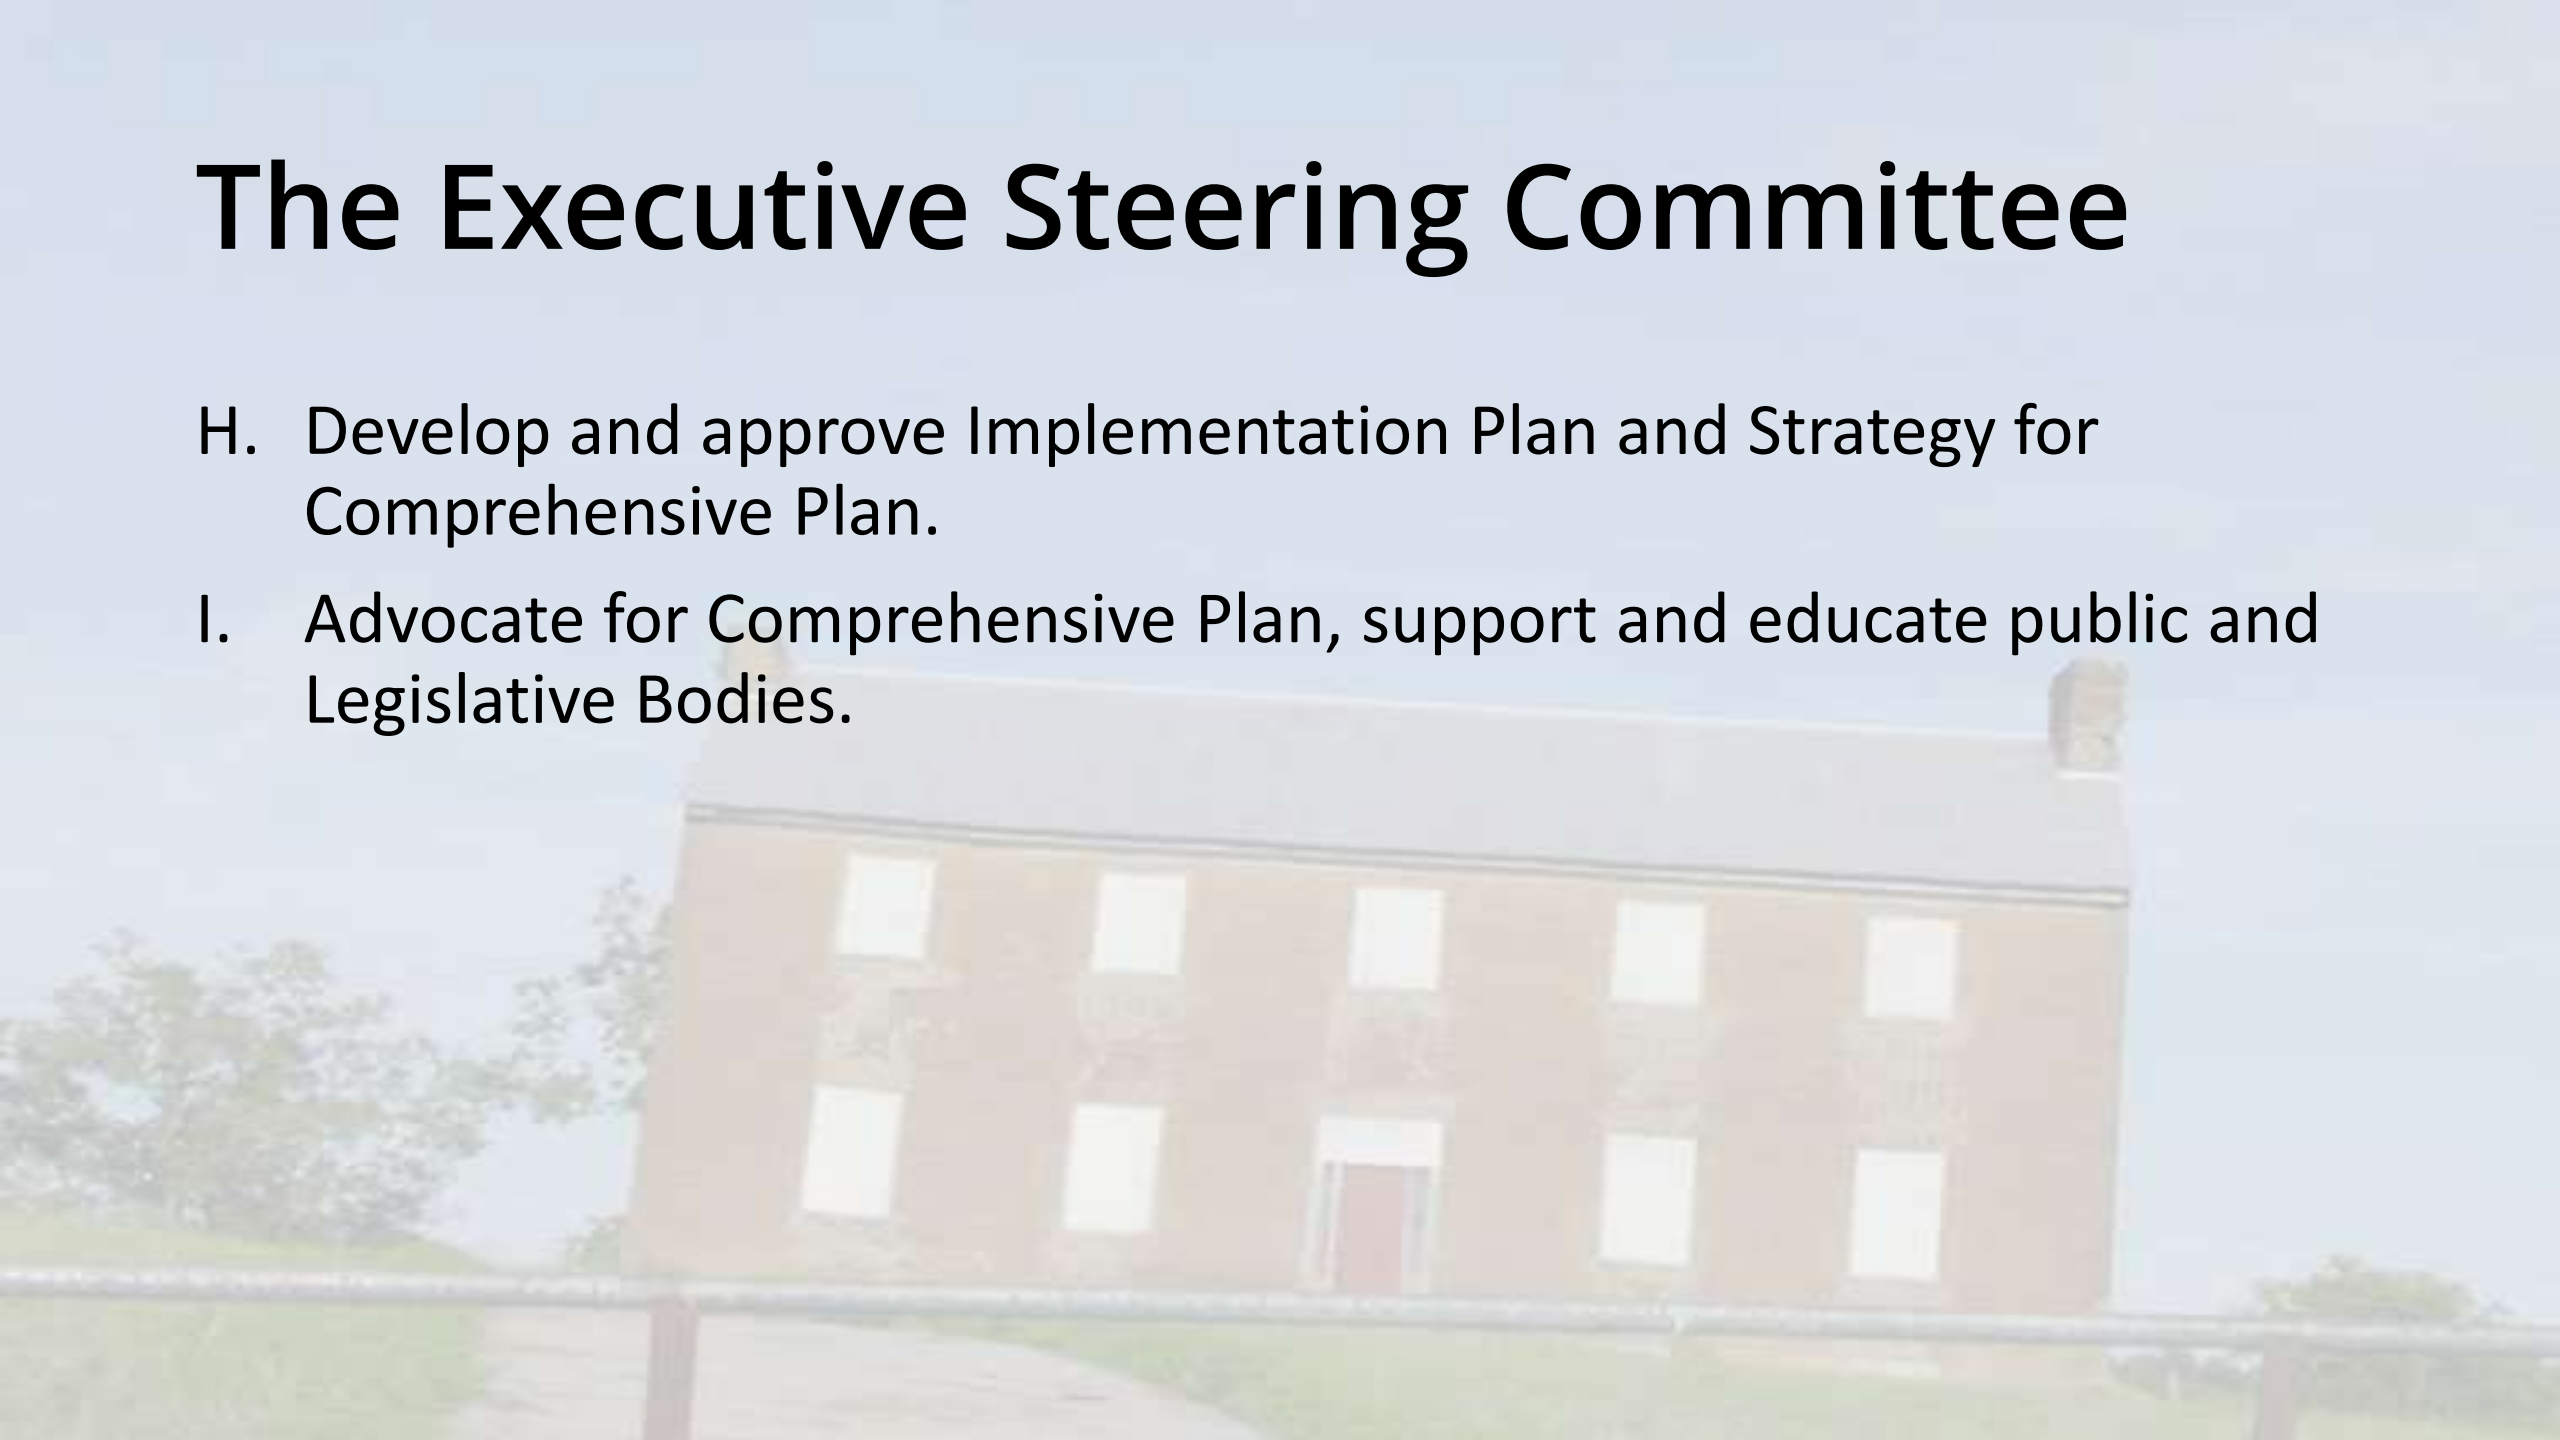 The Executive Steering Committee
H. Develop and approve Implementation Plan and Strategy for
Comprehensive Plan.
I. Advocate for Comprehensive Plan, support and educate public and
Legislative Bodies.